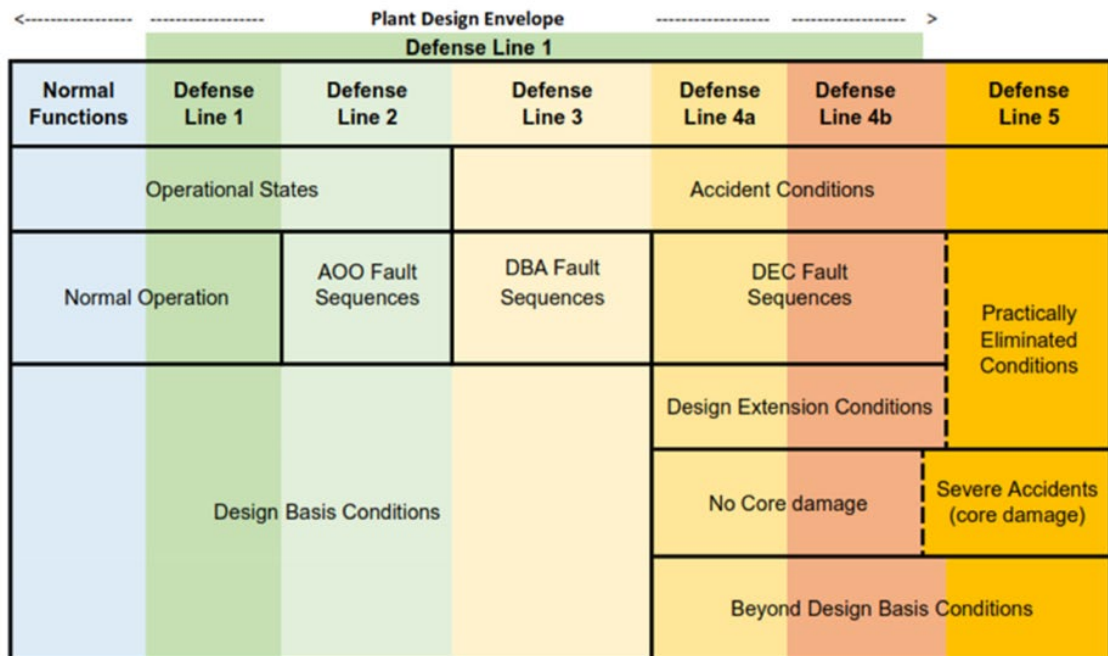 <----------------- ----------------- Plant Design Envelope ----------------- ----------------- >
Defense Line 1
Normal Functions
Defense Line 1
Defense Line 2
Defense Line 3
Defense Line 4a
Defense Line 4b
Defense Line 5
Operational States
Accident Conditions
Normal Operation
AOO Fault
Sequences
DBA Fault
Sequences
DEC Fault
Sequences
Practically
Eliminated
Conditions
Design Extension Conditions
Design Basis Conditions
No Core damage
Severe Accidents
(core damage)
Beyond Design Basis Conditions